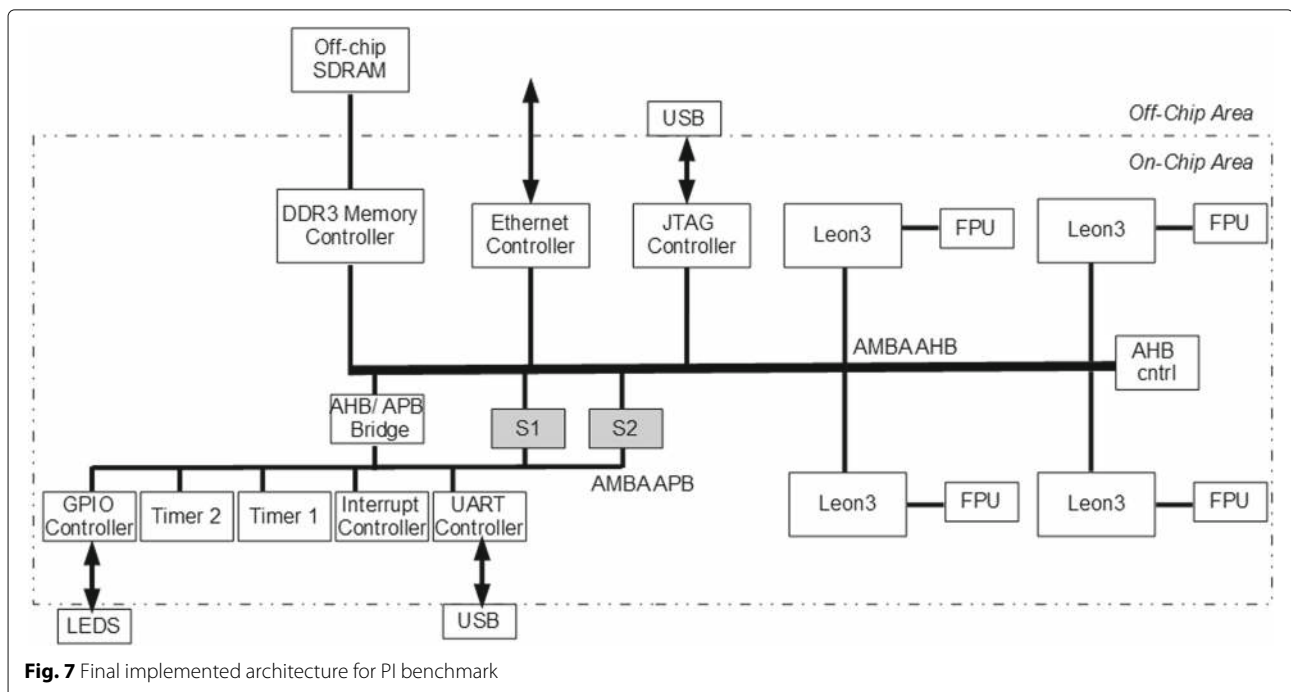 Off-chip
SDRAM
USB
Off-Chip Area
On-Chip Area
DDR3 Memory
Controller
Ethernet
Controller
JTAG
Controller
Leon3
FPU
Leon3
FPU
AMBA AHB
AHB
cntrl
AHB/ APB
Bridge
S1
S2
AMBA APB
GPIO
Controller
Timer 2
Timer 1
Interrupt
Controller
UART
Controller
Leon3
FPU
Leon3
FPU
LEDS
USB
Fig. 7 Final implemented architecture for PI benchmark